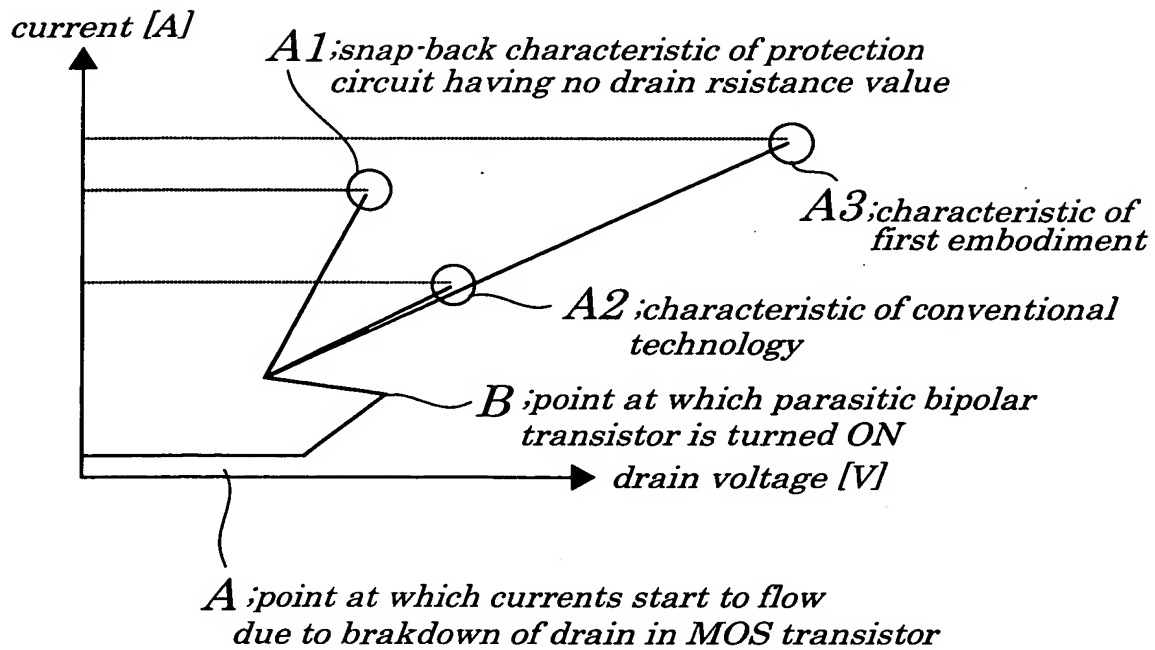 current [A]
A1;snap-back characteristic of protection
circuit having no drain rsistance value
A3;characteristic of
first embodiment
A2;characteristic of conventional
technology
B;point at which parasitic bipolar
transistor is turned ON
drain voltage [V]
A;point at which currents start to flow
due to brakdown of drain in MOS transistor